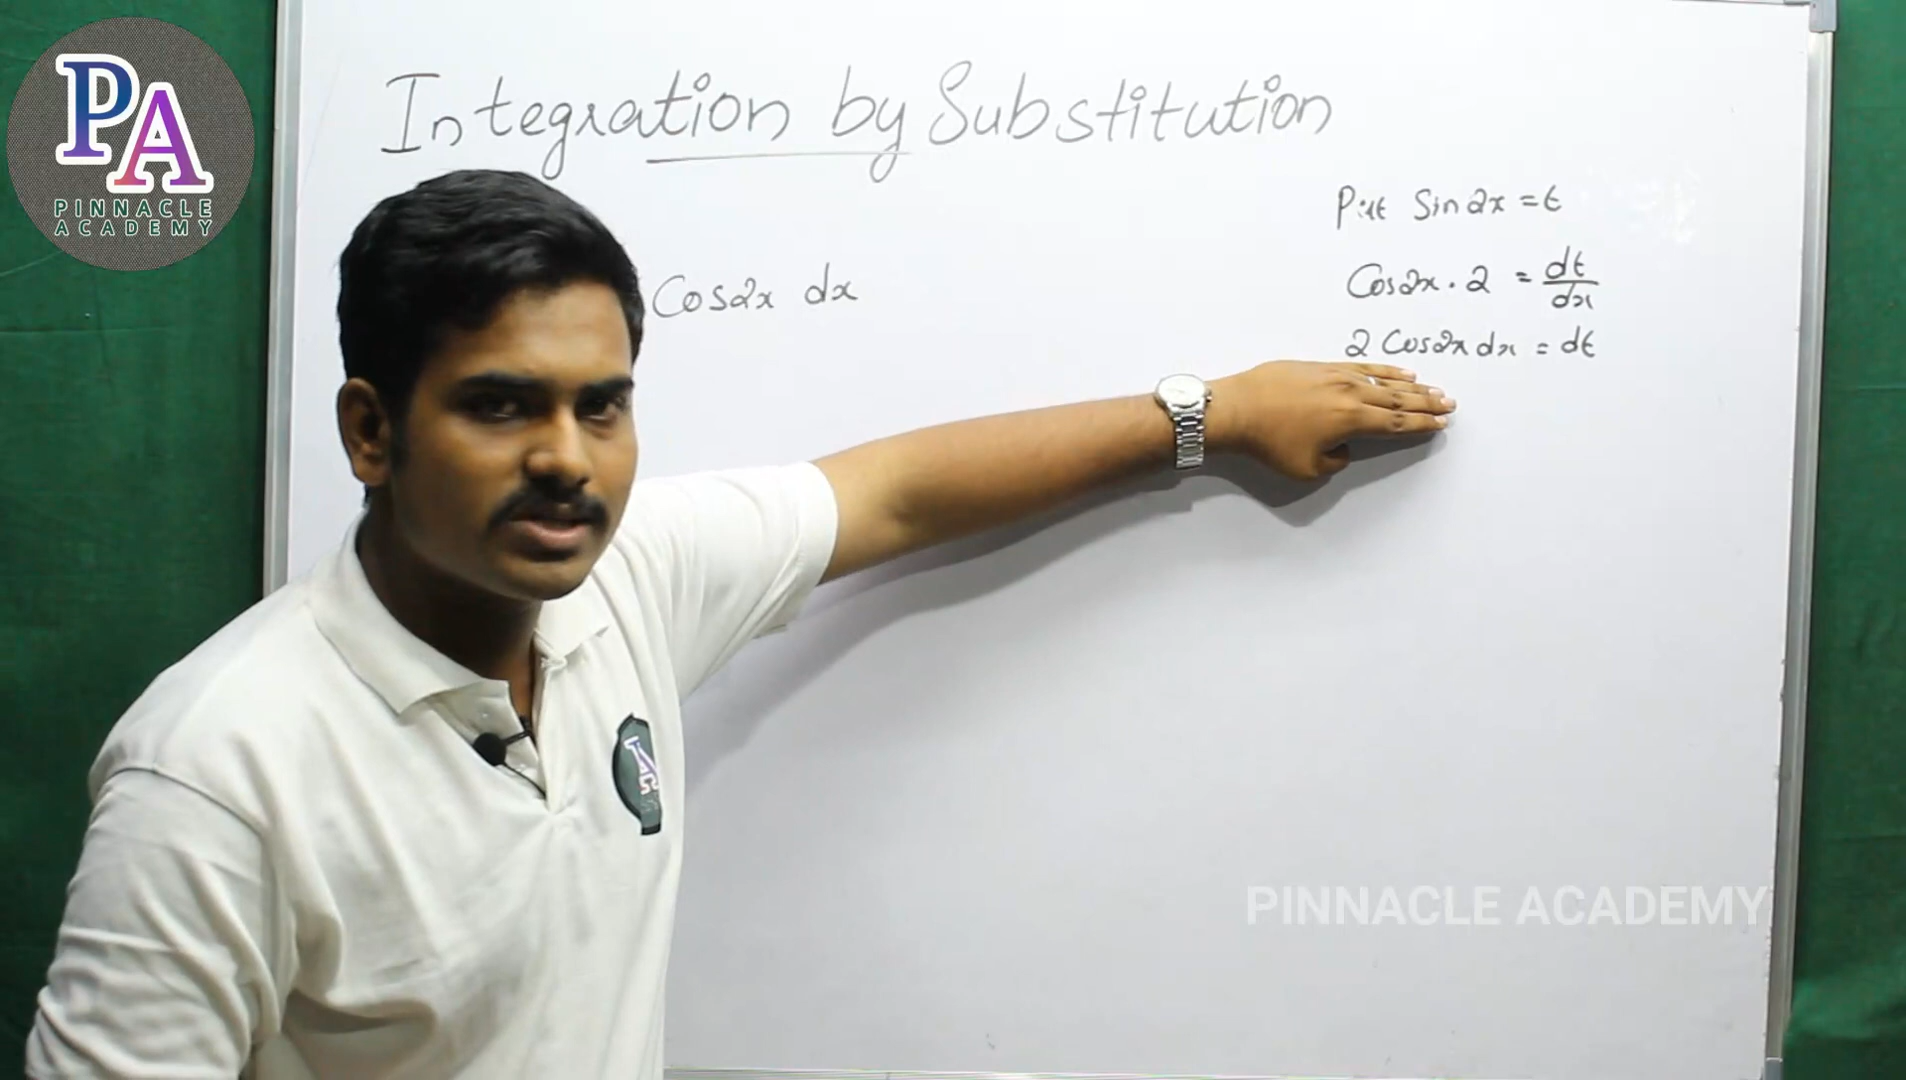 PA
PINNACLE
ACADEMY
Integration by Substitution
Put Sin2x = t
Cos2x dx
Cos2x . 2 = dt/dx
2 Cos2x dx = dt
PINNACLE ACADEMY